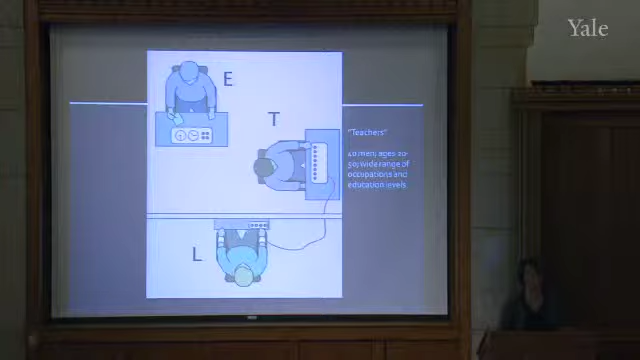 Yale
E
T
"Teachers"
40 men; ages 20-
50; wide range of
occupations and
education levels
L